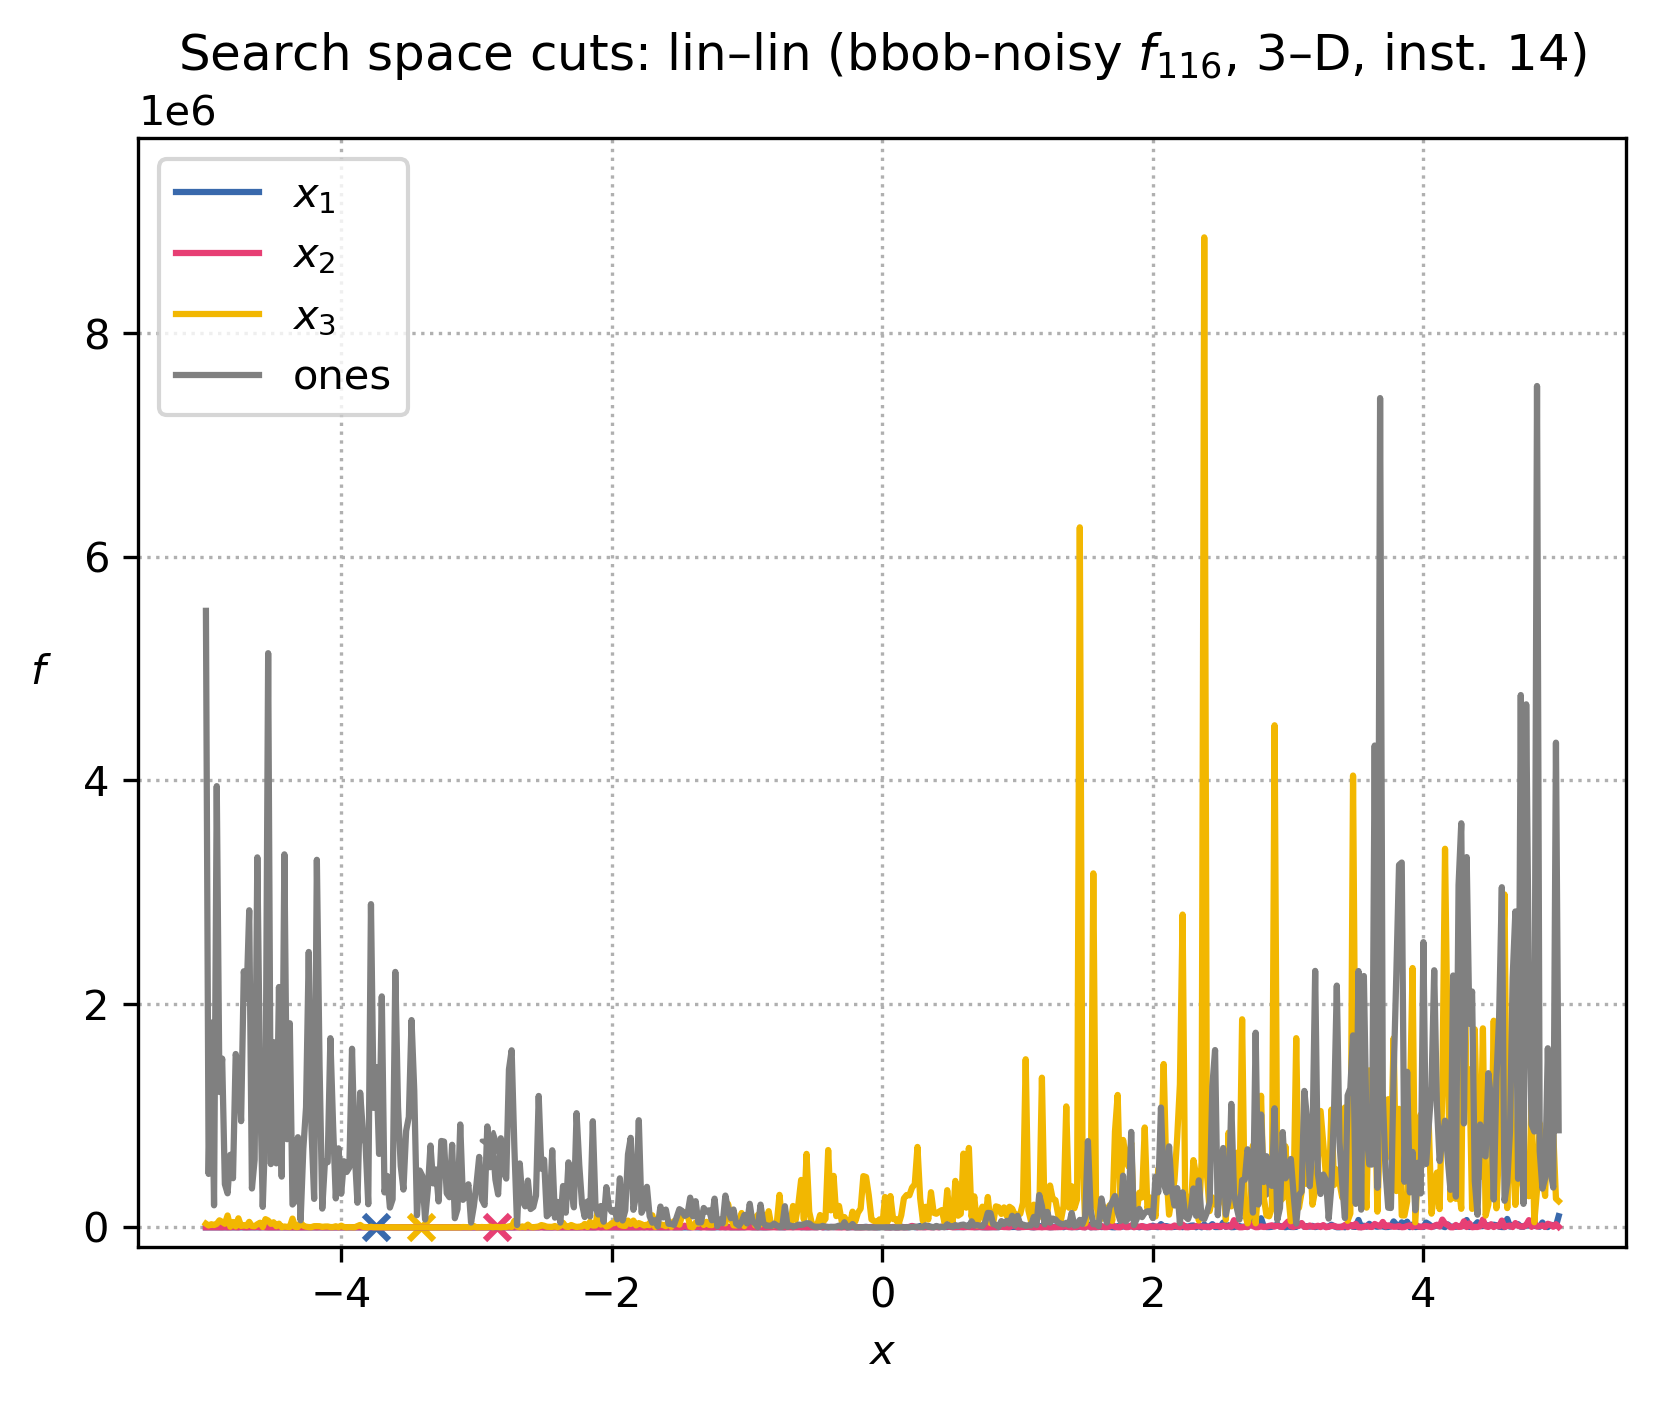 Search space cuts: lin–lin (bbob-noisy f₁₁₆, 3–D, inst. 14)
1e6
x₁
x₂
x₃
ones
8
6
4
2
0
f
−4
−2
0
2
4
x